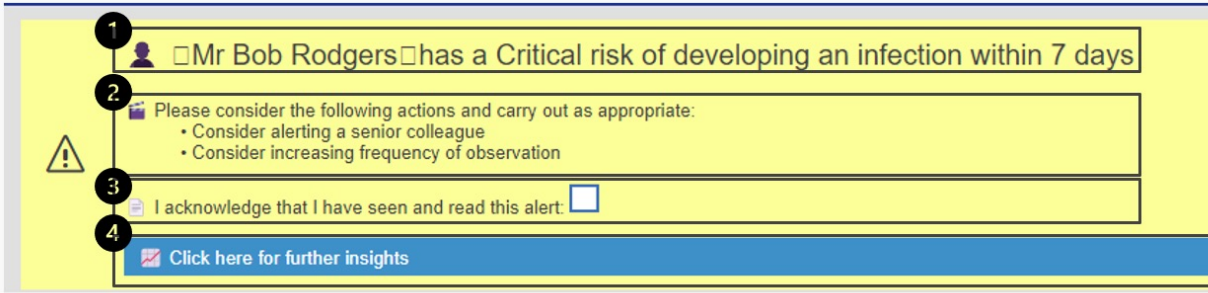 1
□Mr Bob Rodgers□has a Critical risk of developing an infection within 7 days
2
Please consider the following actions and carry out as appropriate:
• Consider alerting a senior colleague
• Consider increasing frequency of observation
3
I acknowledge that I have seen and read this alert:
4
Click here for further insights